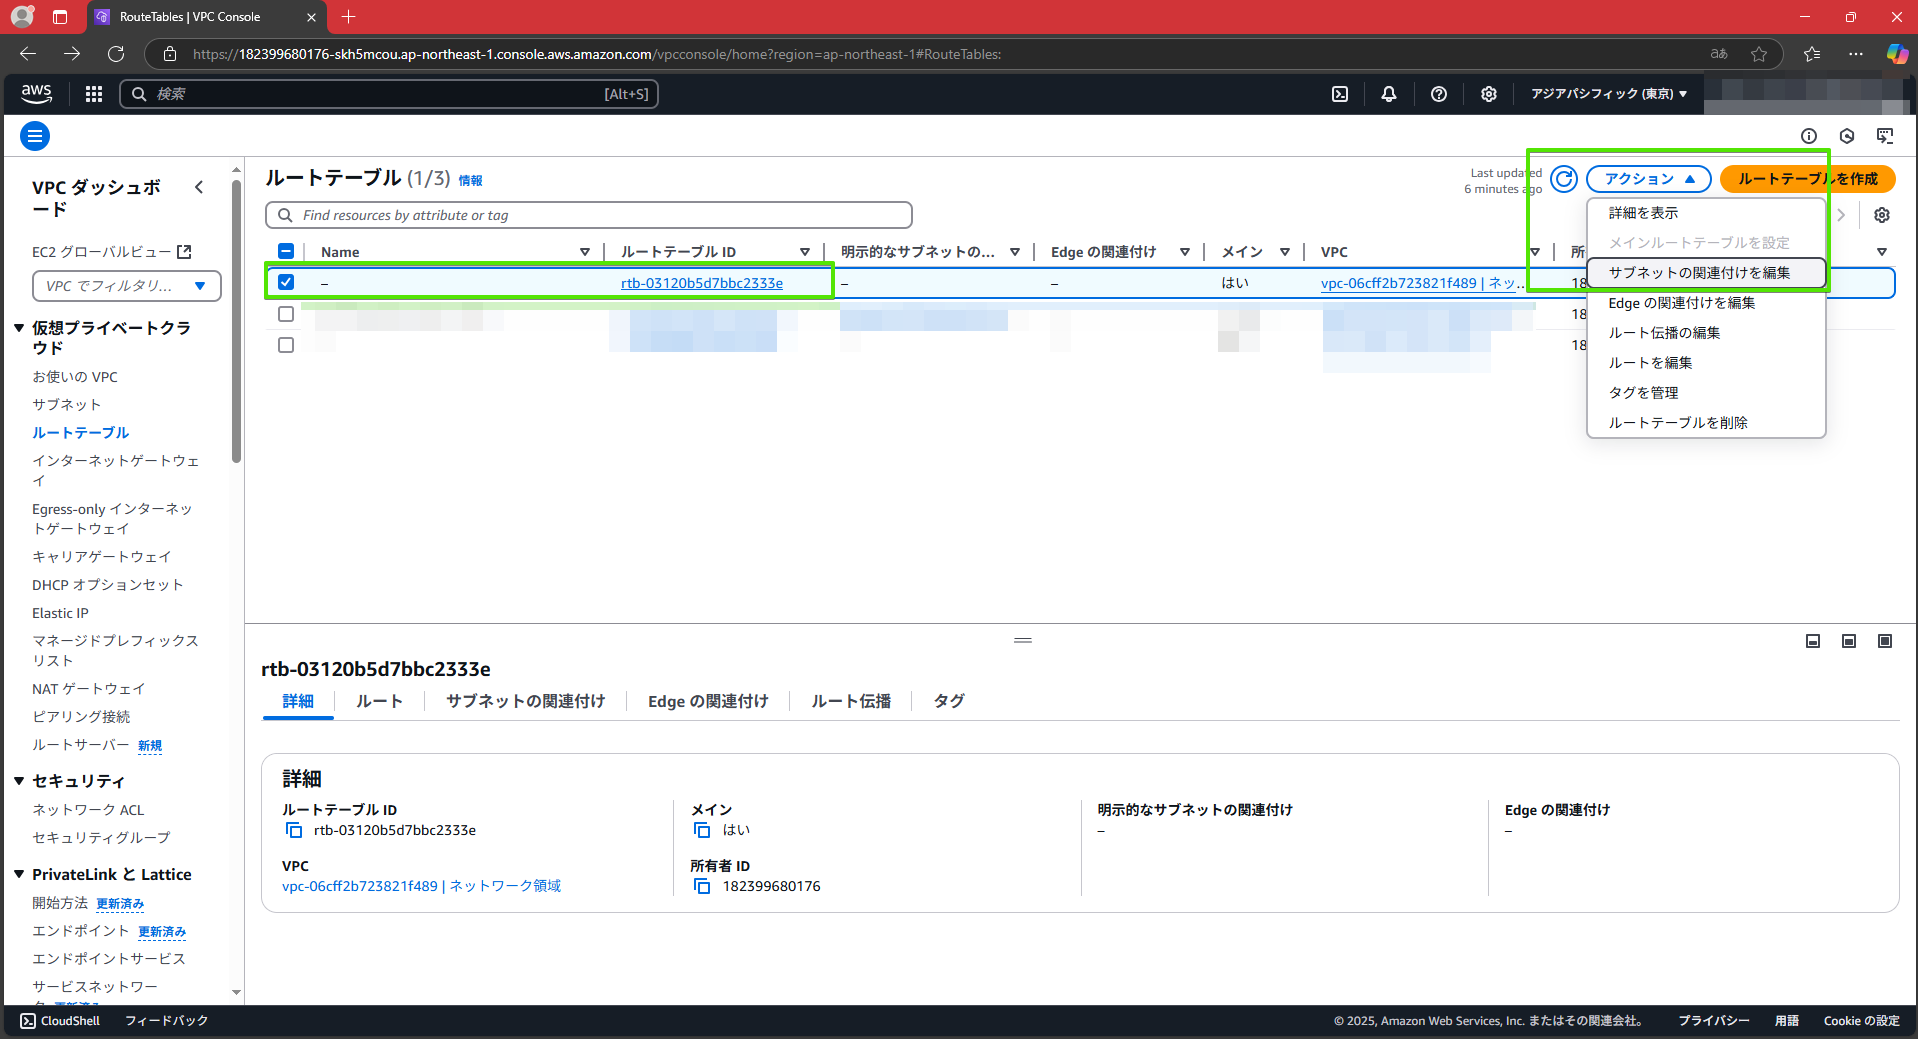 RouteTables | VPC Console
https://182399680176-skh5mcou.ap-northeast-1.console.aws.amazon.com/vpcconsole/home?region=ap-northeast-1#RouteTables:
aあ
aws
検索
[Alt+S]
アジアパシフィック (東京)
VPC ダッシュボ
ード
EC2 グローバルビュー
VPC でフィルタリ...
仮想プライベートクラ
ウド
お使いの VPC
サブネット
ルートテーブル
インターネットゲートウェ
イ
Egress-only インターネッ
トゲートウェイ
キャリアゲートウェイ
DHCP オプションセット
Elastic IP
マネージドプレフィックス
リスト
NAT ゲートウェイ
ピアリング接続
ルートサーバー 新規
セキュリティ
ネットワーク ACL
セキュリティグループ
PrivateLink と Lattice
開始方法 更新済み
エンドポイント 更新済み
エンドポイントサービス
サービスネットワー
ク 更新済み
ルートテーブル (1/3) 情報
Last updated
6 minutes ago
アクション
ルートテーブルを作成
Find resources by attribute or tag
Name
ルートテーブル ID
明示的なサブネットの...
Edge の関連付け
メイン
VPC
所
–
rtb-03120b5d7bbc2333e
–
–
はい
vpc-06cff2b723821f489 | ネッ...
18
18
18
詳細を表示
メインルートテーブルを設定
サブネットの関連付けを編集
Edge の関連付けを編集
ルート伝播の編集
ルートを編集
タグを管理
ルートテーブルを削除
rtb-03120b5d7bbc2333e
詳細
ルート
サブネットの関連付け
Edge の関連付け
ルート伝播
タグ
詳細
ルートテーブル ID
rtb-03120b5d7bbc2333e
メイン
はい
明示的なサブネットの関連付け
–
Edge の関連付け
–
VPC
vpc-06cff2b723821f489 | ネットワーク領域
所有者 ID
182399680176
CloudShell
フィードバック
© 2025, Amazon Web Services, Inc. またはその関連会社。
プライバシー
用語
Cookie の設定